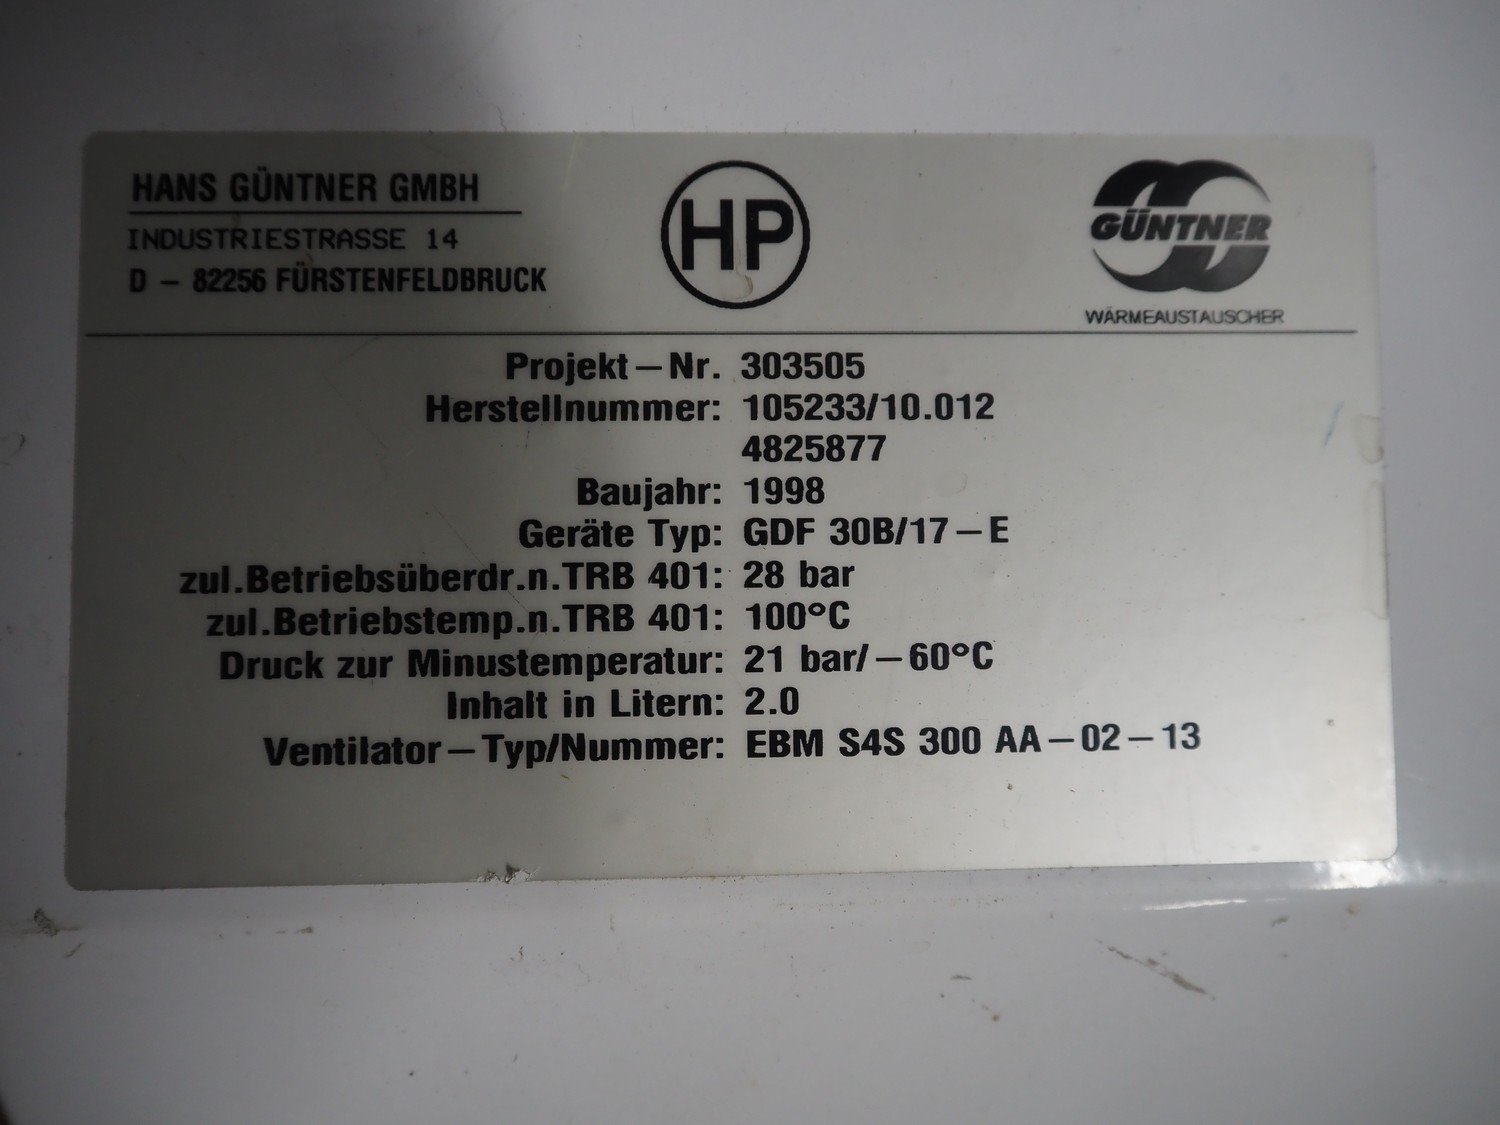 HANS GÜNTNER GMBH
INDUSTRIESTRASSE 14
D – 82256 FÜRSTENFELDBRUCK
HP
GÜNTNER
WÄRMEAUSTAUSCHER
Projekt – Nr. 303505
Herstellnummer: 105233/10.012
4825877
Baujahr: 1998
Geräte Typ: GDF 30B/17 – E
zul.Betriebsüberdr.n.TRB 401: 28 bar
zul.Betriebstemp.n.TRB 401: 100°C
Druck zur Minustemperatur: 21 bar/ – 60°C
Inhalt in Litern: 2.0
Ventilator – Typ/Nummer: EBM S4S 300 AA – 02 – 13